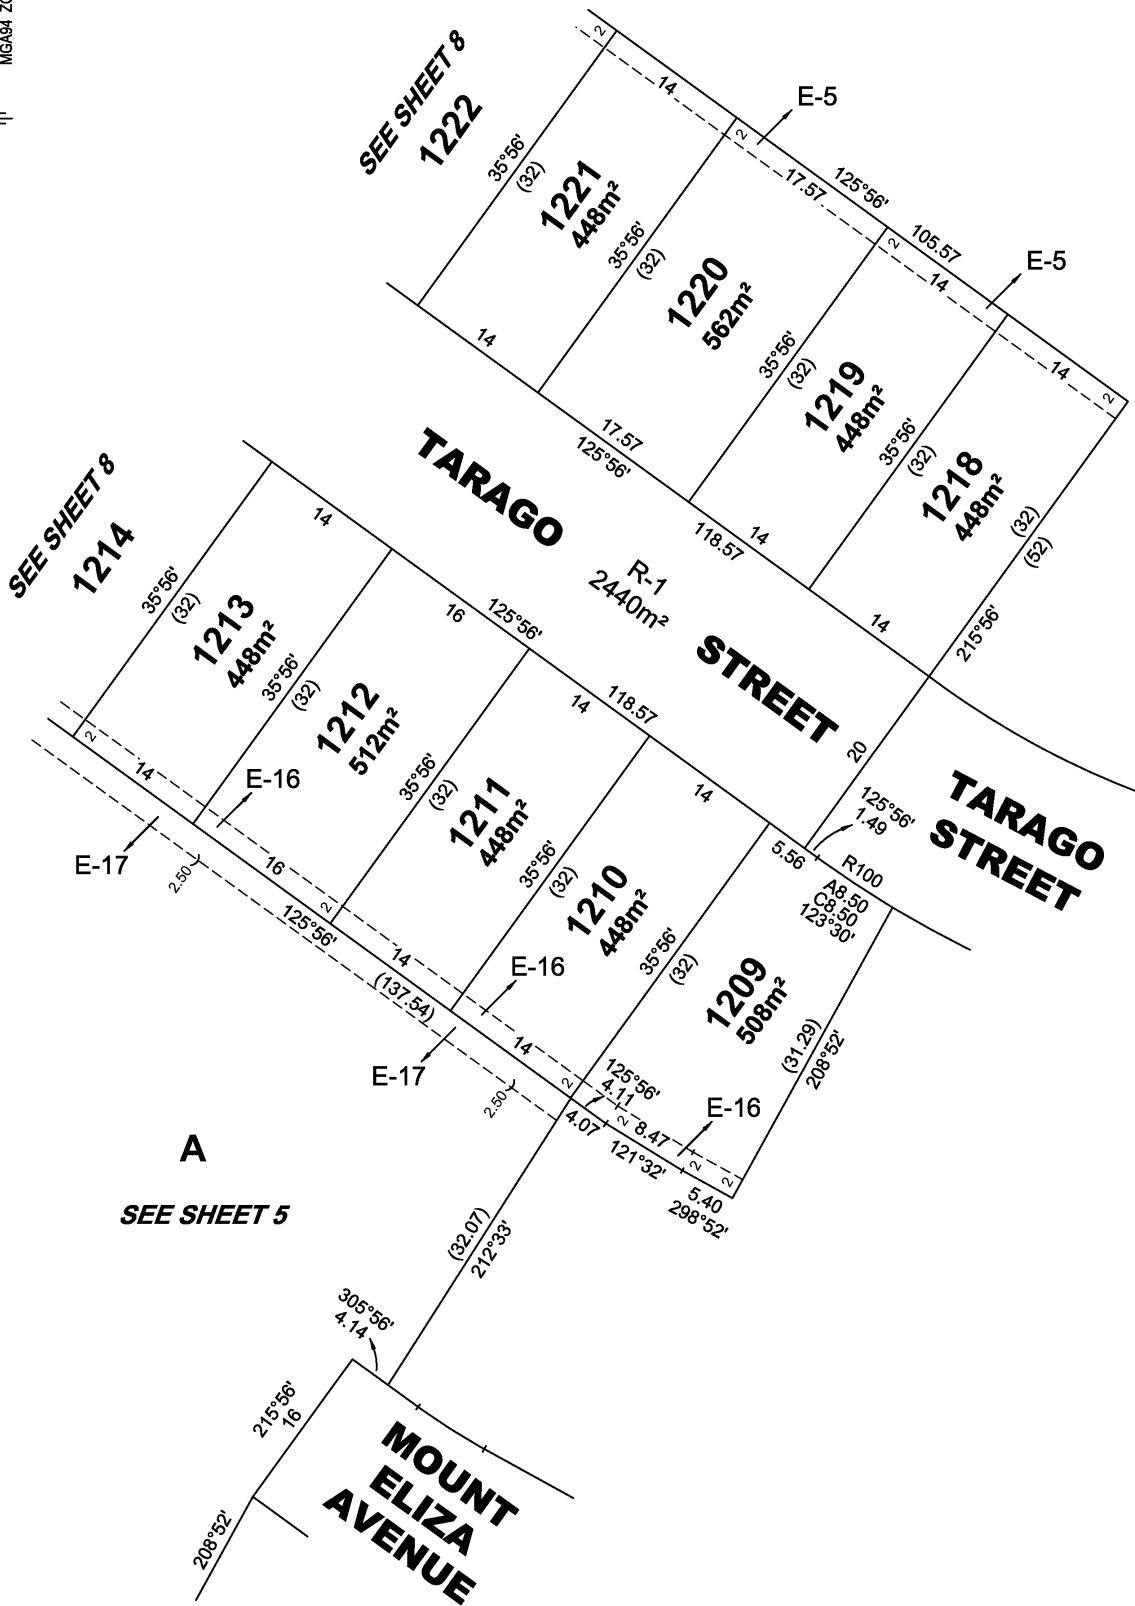 MGA94 ZO
SEE SHEET 8
1222
2
14
E-5
35°56'
(32)
1221
448m²
2
17.57
125°56'
35°56'
(32)
1220
562m²
105.57
2
14
E-5
14
35°56'
(32)
1219
448m²
14
2
35°56'
(32)
1218
448m²
(32)
(52)
17.57
125°56'
118.57
14
14
215°56'
TARAGO
R-1
2440m²
STREET
20
SEE SHEET 8
1214
14
35°56'
(32)
1213
448m²
16
125°56'
35°56'
(32)
1212
512m²
14
118.57
2
14
E-16
35°56'
(32)
1211
448m²
14
125°56'
1.49
TARAGO
STREET
E-17
2.50
16
2
125°56'
35°56'
(32)
1210
448m²
5.56
R100
A8.50
C8.50
123°30'
14
E-16
(137.54)
35°56'
(32)
1209
508m²
(31.29)
208°52'
E-17
14
2
2.50
125°56'
4.11
E-16
4.07
2
8.47
121°32'
2
2
5.40
298°52'
A
SEE SHEET 5
(32.07)
212°33'
305°56'
4.14
215°56'
16
MOUNT
ELIZA
AVENUE
208°52'